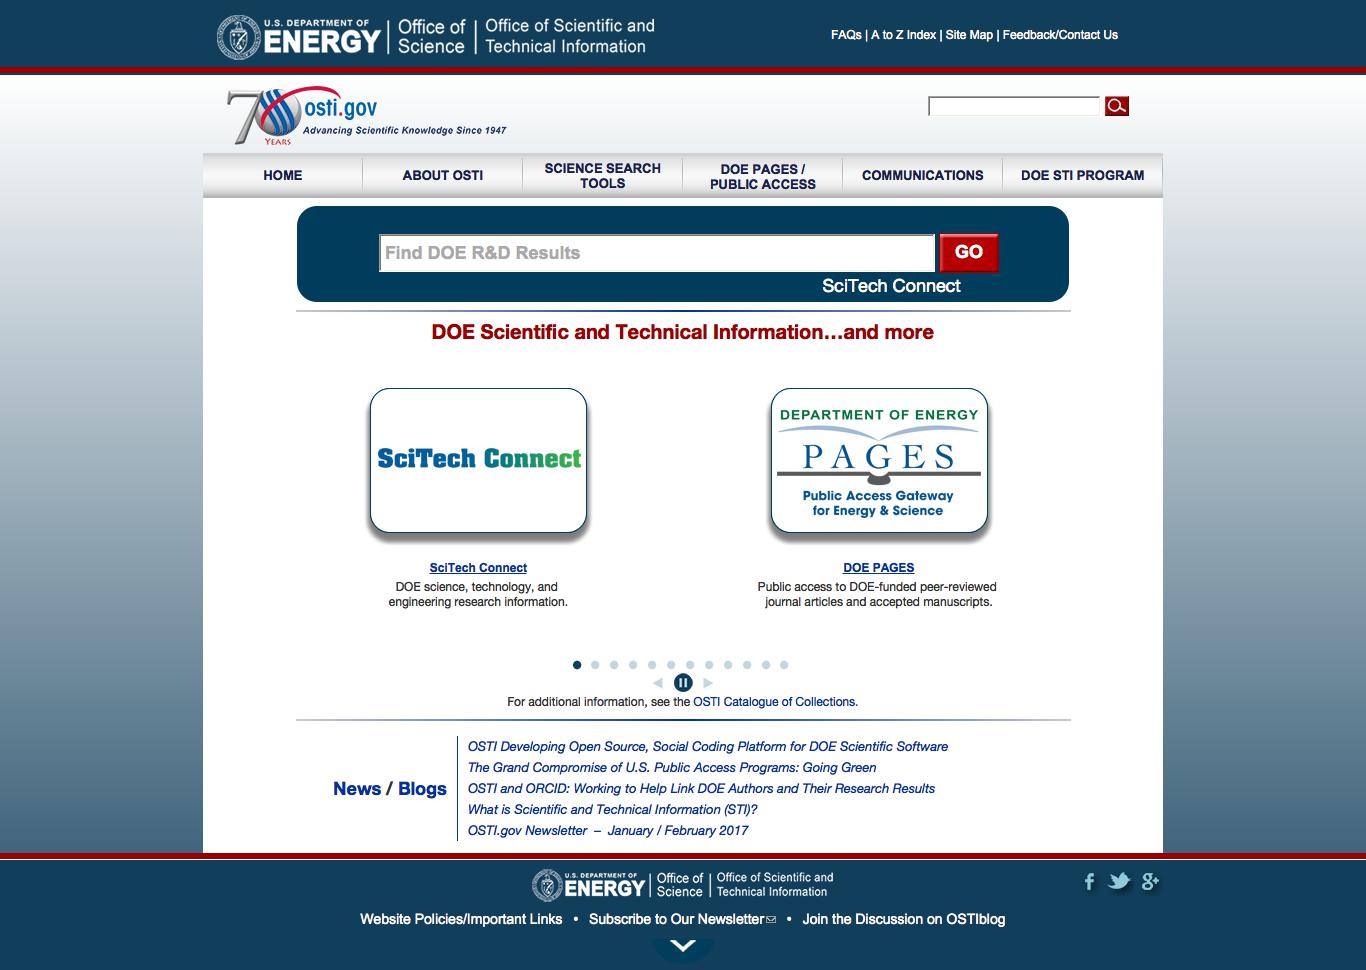 U.S. DEPARTMENT OF
ENERGY
Office of
Science
Office of Scientific and
Technical Information
FAQs | A to Z Index | Site Map | Feedback/Contact Us
70
YEARS
osti.gov
Advancing Scientific Knowledge Since 1947
HOME
ABOUT OSTI
SCIENCE SEARCH
TOOLS
DOE PAGES /
PUBLIC ACCESS
COMMUNICATIONS
DOE STI PROGRAM
Find DOE R&D Results
GO
SciTech Connect
DOE Scientific and Technical Information...and more
SciTech Connect
SciTech Connect
DOE science, technology, and
engineering research information.
DEPARTMENT OF ENERGY
PAGES
Public Access Gateway
for Energy & Science
DOE PAGES
Public access to DOE-funded peer-reviewed
journal articles and accepted manuscripts.
For additional information, see the OSTI Catalogue of Collections.
News / Blogs
OSTI Developing Open Source, Social Coding Platform for DOE Scientific Software
The Grand Compromise of U.S. Public Access Programs: Going Green
OSTI and ORCID: Working to Help Link DOE Authors and Their Research Results
What is Scientific and Technical Information (STI)?
OSTI.gov Newsletter – January / February 2017
U.S. DEPARTMENT OF
ENERGY
Office of
Science
Office of Scientific and
Technical Information
Website Policies/Important Links • Subscribe to Our Newsletter • Join the Discussion on OSTIblog